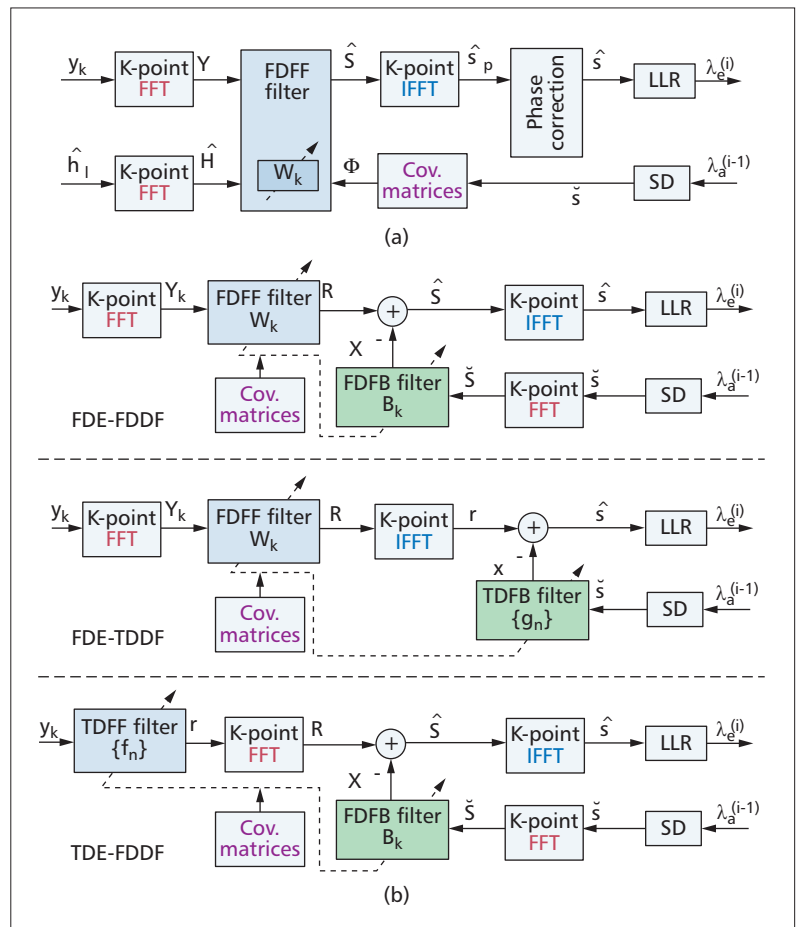 y_k K-point FFT Y FDFF filter Ŝ K-point IFFT ŝ_p Phase correction ŝ LLR λ_e^(i)
ĥ_l K-point FFT Ĥ W_k Φ Cov. matrices š SD λ_a^(i-1)
(a)
y_k K-point FFT Y_k FDFF filter W_k R + Ŝ K-point IFFT ŝ LLR λ_e^(i)
X -
Cov. matrices FDFB filter B_k Š K-point FFT š SD λ_a^(i-1)
FDE-FDDF
y_k K-point FFT Y_k FDFF filter W_k R K-point IFFT r + ŝ LLR λ_e^(i)
x -
Cov. matrices TDFB filter {g_n} š SD λ_a^(i-1)
FDE-TDDF
y_k TDFF filter {f_n} r K-point FFT R + Ŝ K-point IFFT ŝ LLR λ_e^(i)
X -
Cov. matrices FDFB filter B_k Š K-point FFT š SD λ_a^(i-1)
TDE-FDDF
(b)